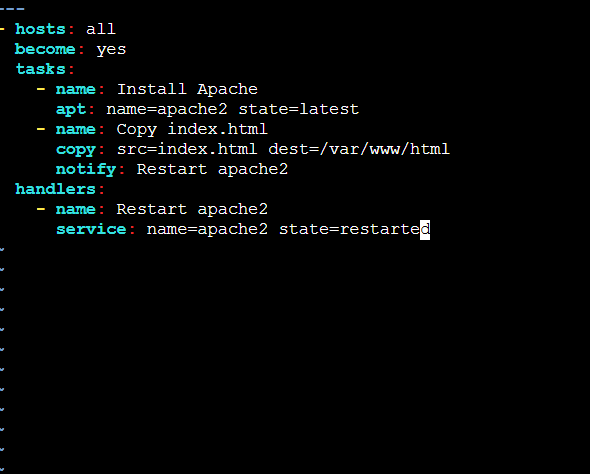 ---
- hosts: all
  become: yes
  tasks:
    - name: Install Apache
      apt: name=apache2 state=latest
    - name: Copy index.html
      copy: src=index.html dest=/var/www/html
      notify: Restart apache2
  handlers:
    - name: Restart apache2
      service: name=apache2 state=restarted
~
~
~
~
~
~
~
~
~
~
~
~